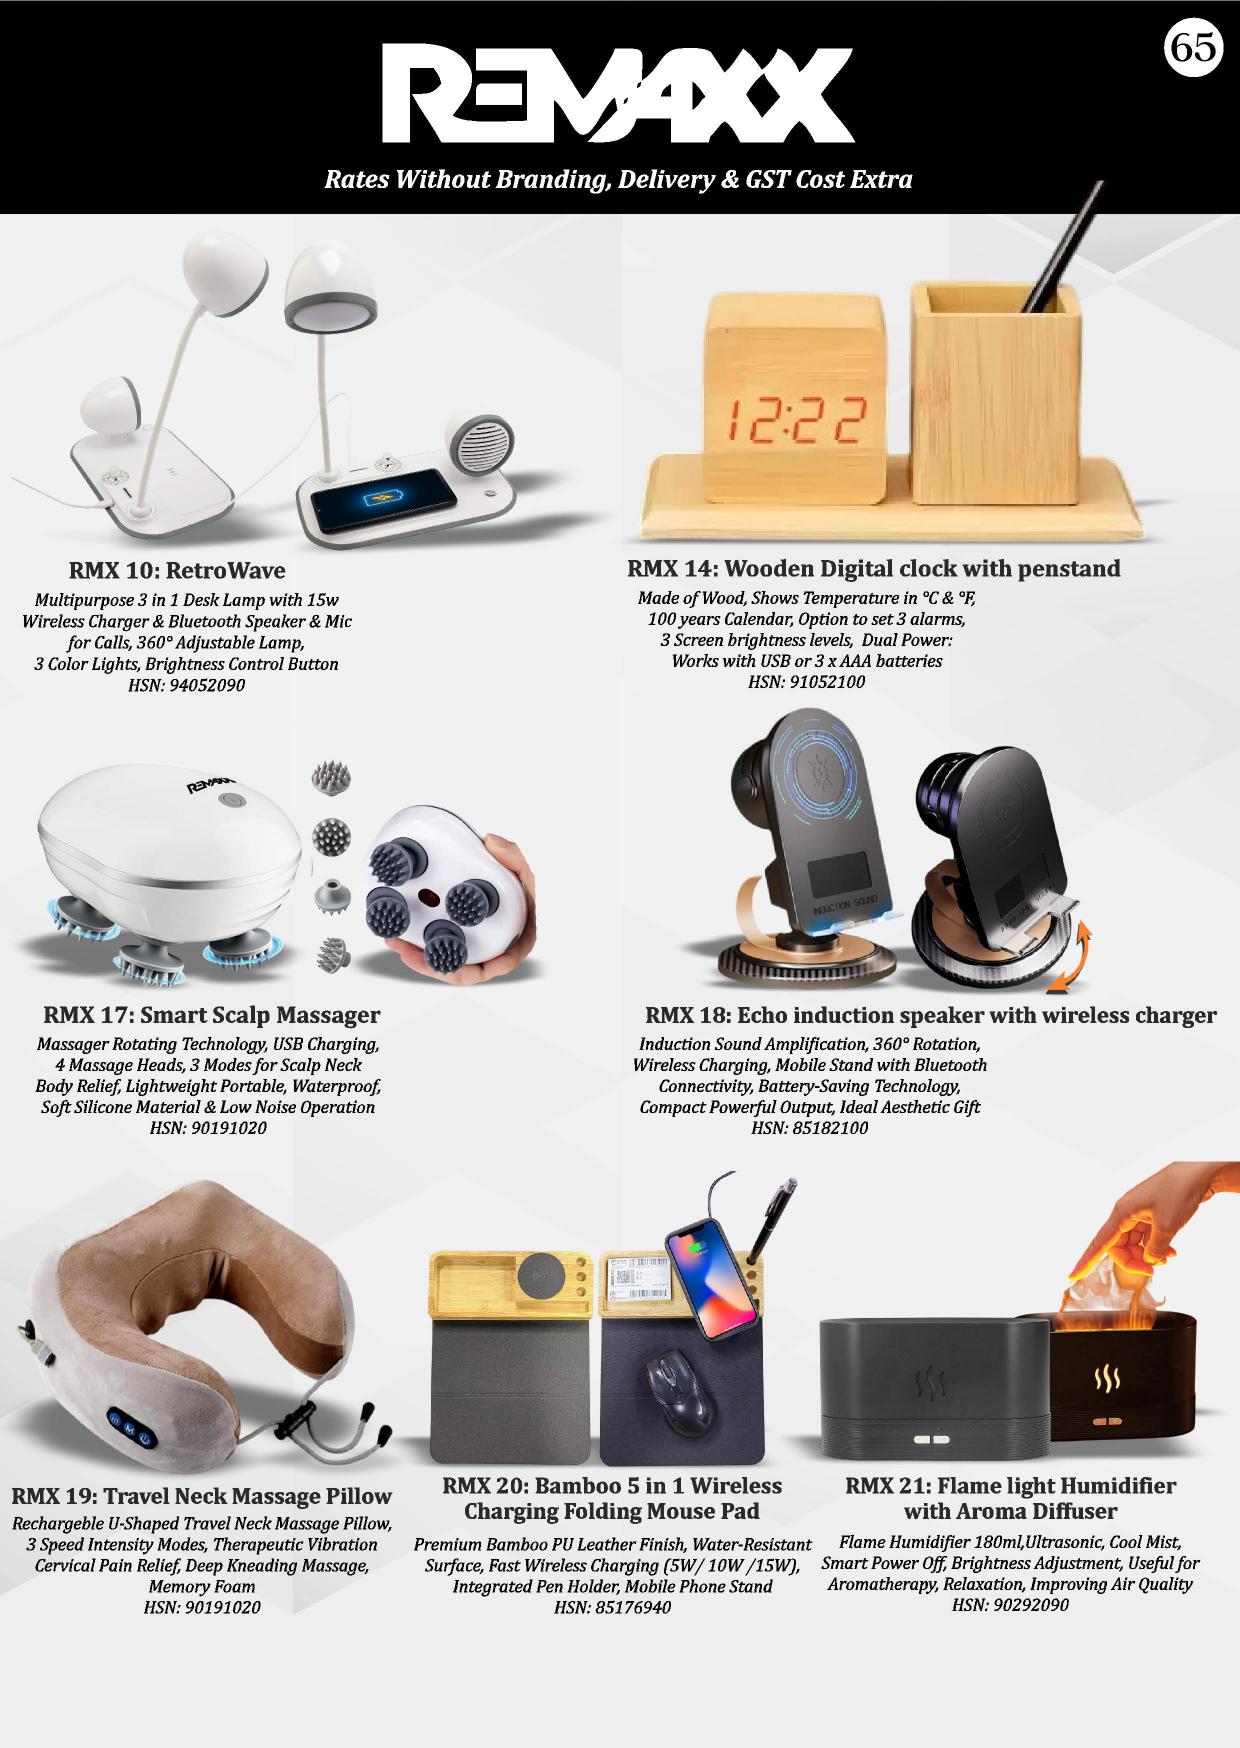 65
REMAXX
Rates Without Branding, Delivery & GST Cost Extra
12:22
RMX 10: RetroWave
Multipurpose 3 in 1 Desk Lamp with 15w
Wireless Charger & Bluetooth Speaker & Mic
for Calls, 360° Adjustable Lamp,
3 Color Lights, Brightness Control Button
HSN: 94052090
RMX 14: Wooden Digital clock with penstand
Made of Wood, Shows Temperature in °C & °F,
100 years Calendar, Option to set 3 alarms,
3 Screen brightness levels, Dual Power:
Works with USB or 3 x AAA batteries
HSN: 91052100
REMAXX
INDUCTION SOUND
RMX 17: Smart Scalp Massager
Massager Rotating Technology, USB Charging,
4 Massage Heads, 3 Modes for Scalp Neck
Body Relief, Lightweight Portable, Waterproof,
Soft Silicone Material & Low Noise Operation
HSN: 90191020
RMX 18: Echo induction speaker with wireless charger
Induction Sound Amplification, 360° Rotation,
Wireless Charging, Mobile Stand with Bluetooth
Connectivity, Battery-Saving Technology,
Compact Powerful Output, Ideal Aesthetic Gift
HSN: 85182100
M
RMX 19: Travel Neck Massage Pillow
Rechargeble U-Shaped Travel Neck Massage Pillow,
3 Speed Intensity Modes, Therapeutic Vibration
Cervical Pain Relief, Deep Kneading Massage,
Memory Foam
HSN: 90191020
RMX 20: Bamboo 5 in 1 Wireless
Charging Folding Mouse Pad
Premium Bamboo PU Leather Finish, Water-Resistant
Surface, Fast Wireless Charging (5W/ 10W /15W),
Integrated Pen Holder, Mobile Phone Stand
HSN: 85176940
RMX 21: Flame light Humidifier
with Aroma Diffuser
Flame Humidifier 180ml,Ultrasonic, Cool Mist,
Smart Power Off, Brightness Adjustment, Useful for
Aromatherapy, Relaxation, Improving Air Quality
HSN: 90292090